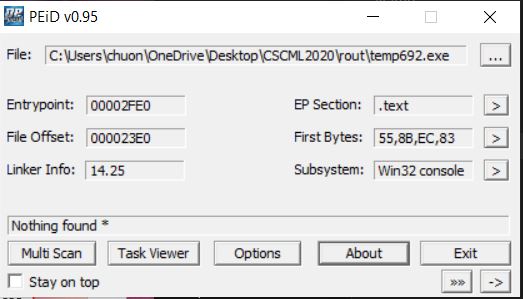 PEiD v0.95
File: C:\Users\chuon\OneDrive\Desktop\CSCML2020\rout\temp692.exe ...
Entrypoint: 00002FE0 EP Section: .text >
File Offset: 000023E0 First Bytes: 55,8B,EC,83 >
Linker Info: 14.25 Subsystem: Win32 console >
Nothing found *
Multi Scan Task Viewer Options About Exit
Stay on top »» ->